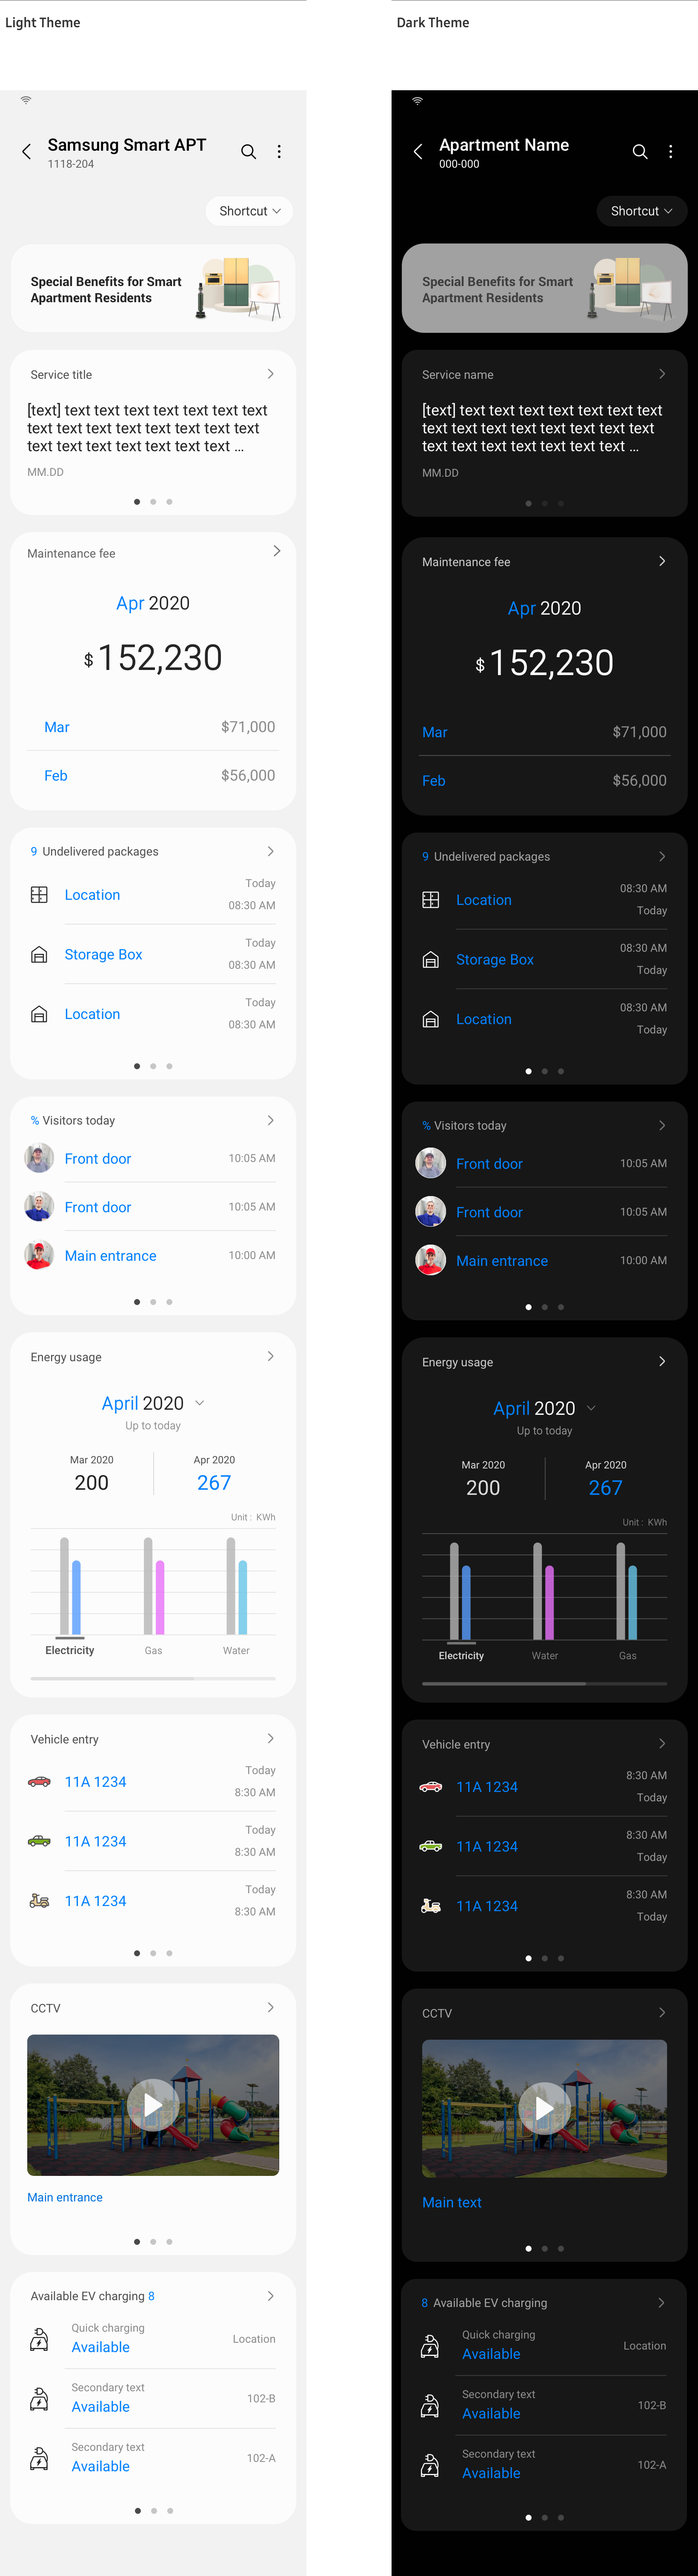 Light Theme
Samsung Smart APT
1118-204
Shortcut
Special Benefits for Smart
Apartment Residents
Service title
[text] text text text text text text text
text text text text text text text text
text text text text text text text ...
MM.DD
Maintenance fee
Apr 2020
$ 152,230
Mar $71,000
Feb $56,000
9 Undelivered packages
Location
Today
08:30 AM
Storage Box
Today
08:30 AM
Location
Today
08:30 AM
% Visitors today
Front door 10:05 AM
Front door 10:05 AM
Main entrance 10:00 AM
Energy usage
April 2020
Up to today
Mar 2020 Apr 2020
200 267
Unit : KWh
Electricity Gas Water
Vehicle entry
11A 1234
Today
8:30 AM
11A 1234
Today
8:30 AM
11A 1234
Today
8:30 AM
CCTV
Main entrance
Available EV charging 8
Quick charging
Available
Location
Secondary text
Available
102-B
Secondary text
Available
102-A
Dark Theme
Apartment Name
000-000
Shortcut
Special Benefits for Smart
Apartment Residents
Service name
[text] text text text text text text text
text text text text text text text text
text text text text text text text ...
MM.DD
Maintenance fee
Apr 2020
$ 152,230
Mar $71,000
Feb $56,000
9 Undelivered packages
Location
08:30 AM
Today
Storage Box
08:30 AM
Today
Location
08:30 AM
Today
% Visitors today
Front door 10:05 AM
Front door 10:05 AM
Main entrance 10:00 AM
Energy usage
April 2020
Up to today
Mar 2020 Apr 2020
200 267
Unit : KWh
Electricity Water Gas
Vehicle entry
11A 1234
8:30 AM
Today
11A 1234
8:30 AM
Today
11A 1234
8:30 AM
Today
CCTV
Main text
8 Available EV charging
Quick charging
Available
Location
Secondary text
Available
102-B
Secondary text
Available
102-A